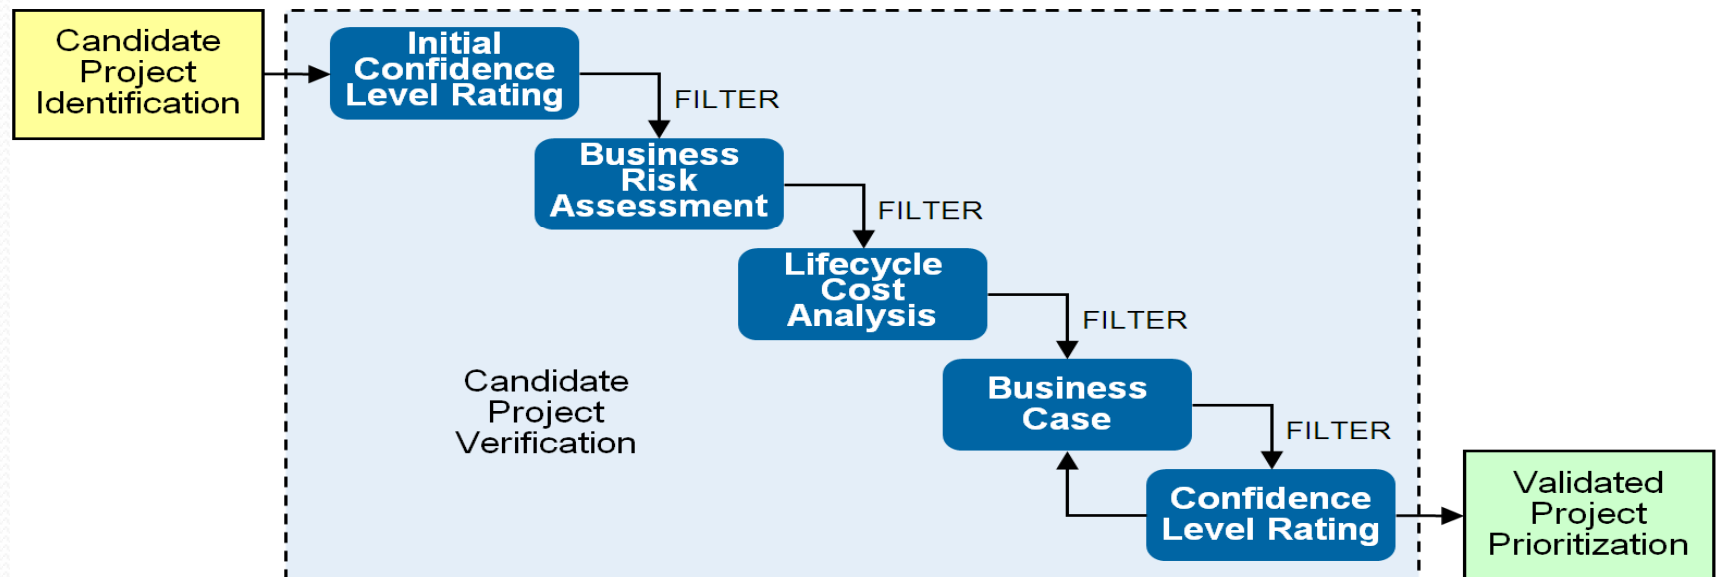 Candidate
Project
Identification
Initial
Confidence
Level Rating
FILTER
Business
Risk
Assessment
FILTER
Lifecycle
Cost
Analysis
FILTER
Business
Case
FILTER
Candidate
Project
Verification
Confidence
Level Rating
Validated
Project
Prioritization